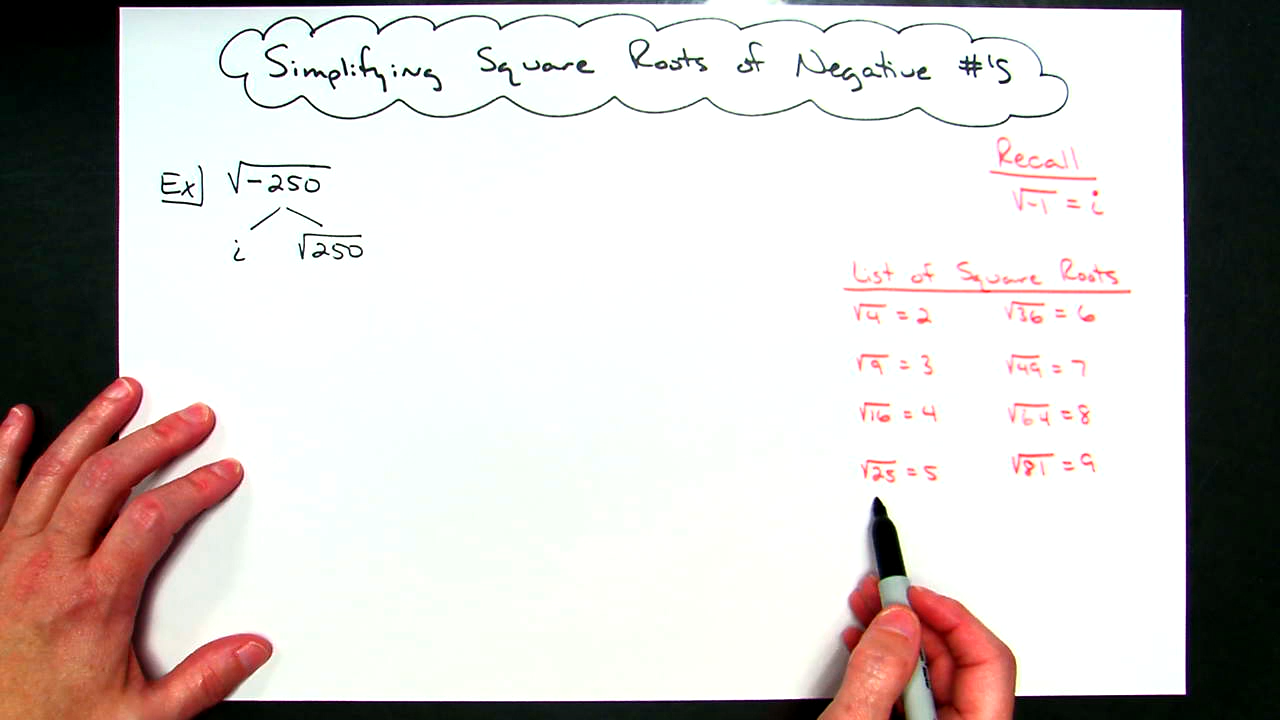 Simplifying Square Roots of Negative #'s
Ex] √-250
i √250
Recall
√-1 = i
List of Square Roots
√4 = 2 √36 = 6
√9 = 3 √49 = 7
√16 = 4 √64 = 8
√25 = 5 √81 = 9